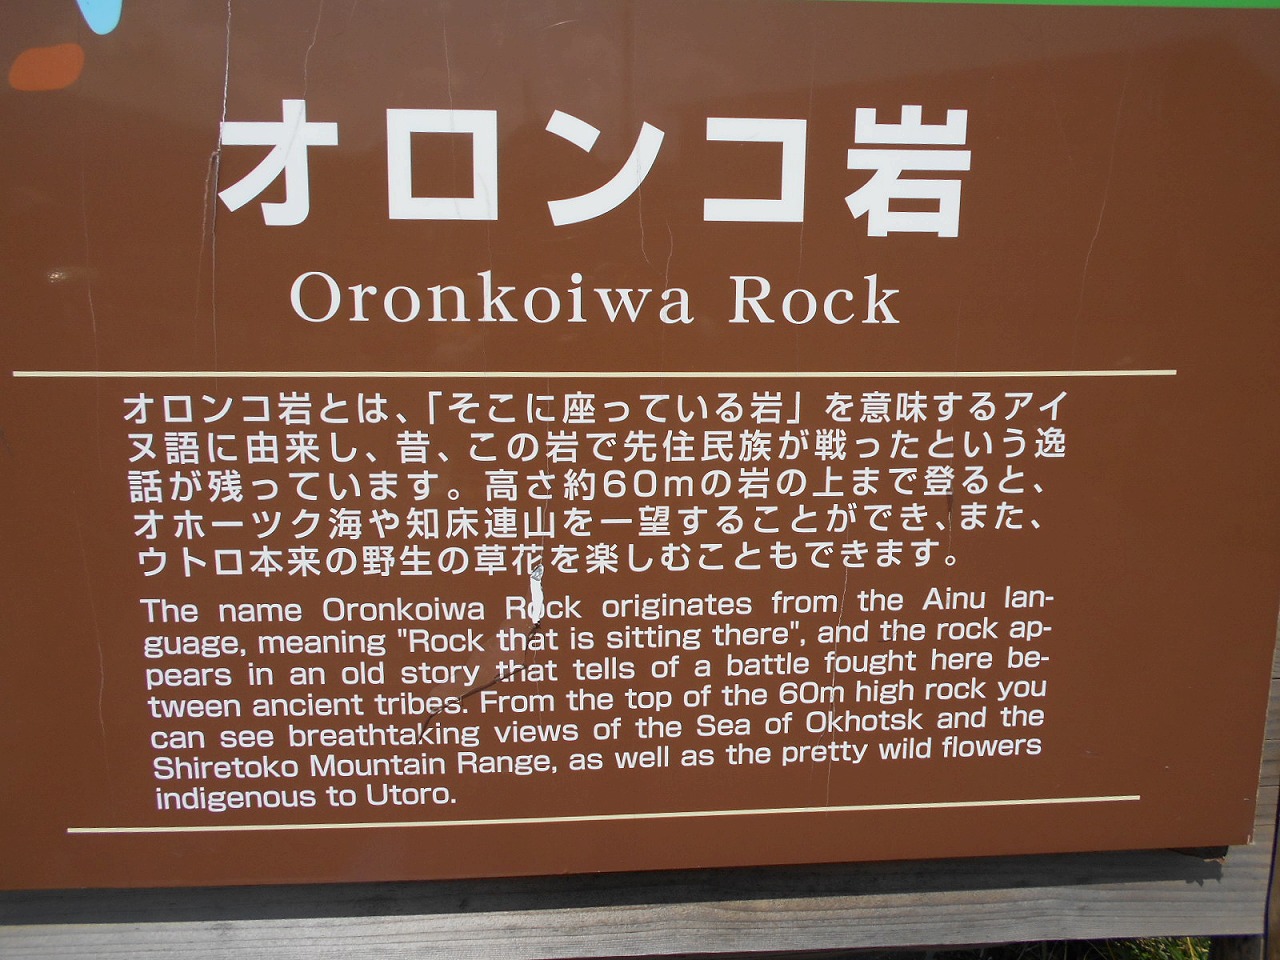 オロンコ岩
Oronkoiwa Rock
オロンコ岩とは、「そこに座っている岩」を意味するアイ
ヌ語に由来し、昔、この岩で先住民族が戦ったという逸
話が残っています。高さ約60mの岩の上まで登ると、
オホーツク海や知床連山を一望することができ、また、
ウトロ本来の野生の草花を楽しむこともできます。
The name Oronkoiwa Rock originates from the Ainu lan-
guage, meaning "Rock that is sitting there", and the rock ap-
pears in an old story that tells of a battle fought here be-
tween ancient tribes. From the top of the 60m high rock you
can see breathtaking views of the Sea of Okhotsk and the
Shiretoko Mountain Range, as well as the pretty wild flowers
indigenous to Utoro.